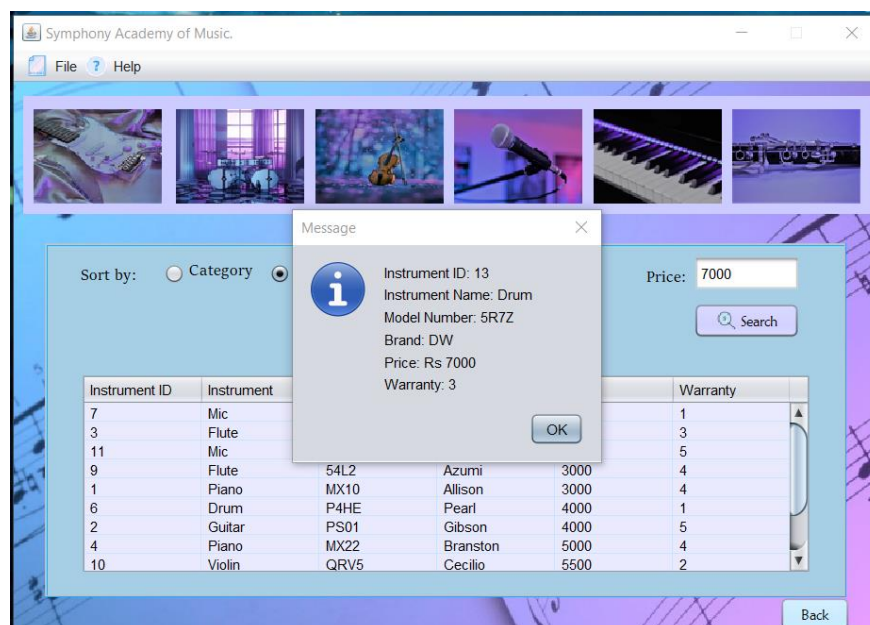 Symphony Academy of Music.
File ? Help
Message
Sort by: Category
Price: 7000
Search
Instrument ID: 13
Instrument Name: Drum
Model Number: 5R7Z
Brand: DW
Price: Rs 7000
Warranty: 3
OK
Instrument ID Instrument Warranty
7 Mic 1
3 Flute 3
11 Mic 5
9 Flute 54L2 Azumi 3000 4
1 Piano MX10 Allison 3000 4
6 Drum P4HE Pearl 4000 1
2 Guitar PS01 Gibson 4000 5
4 Piano MX22 Branston 5000 4
10 Violin QRV5 Cecilio 5500 2
Back